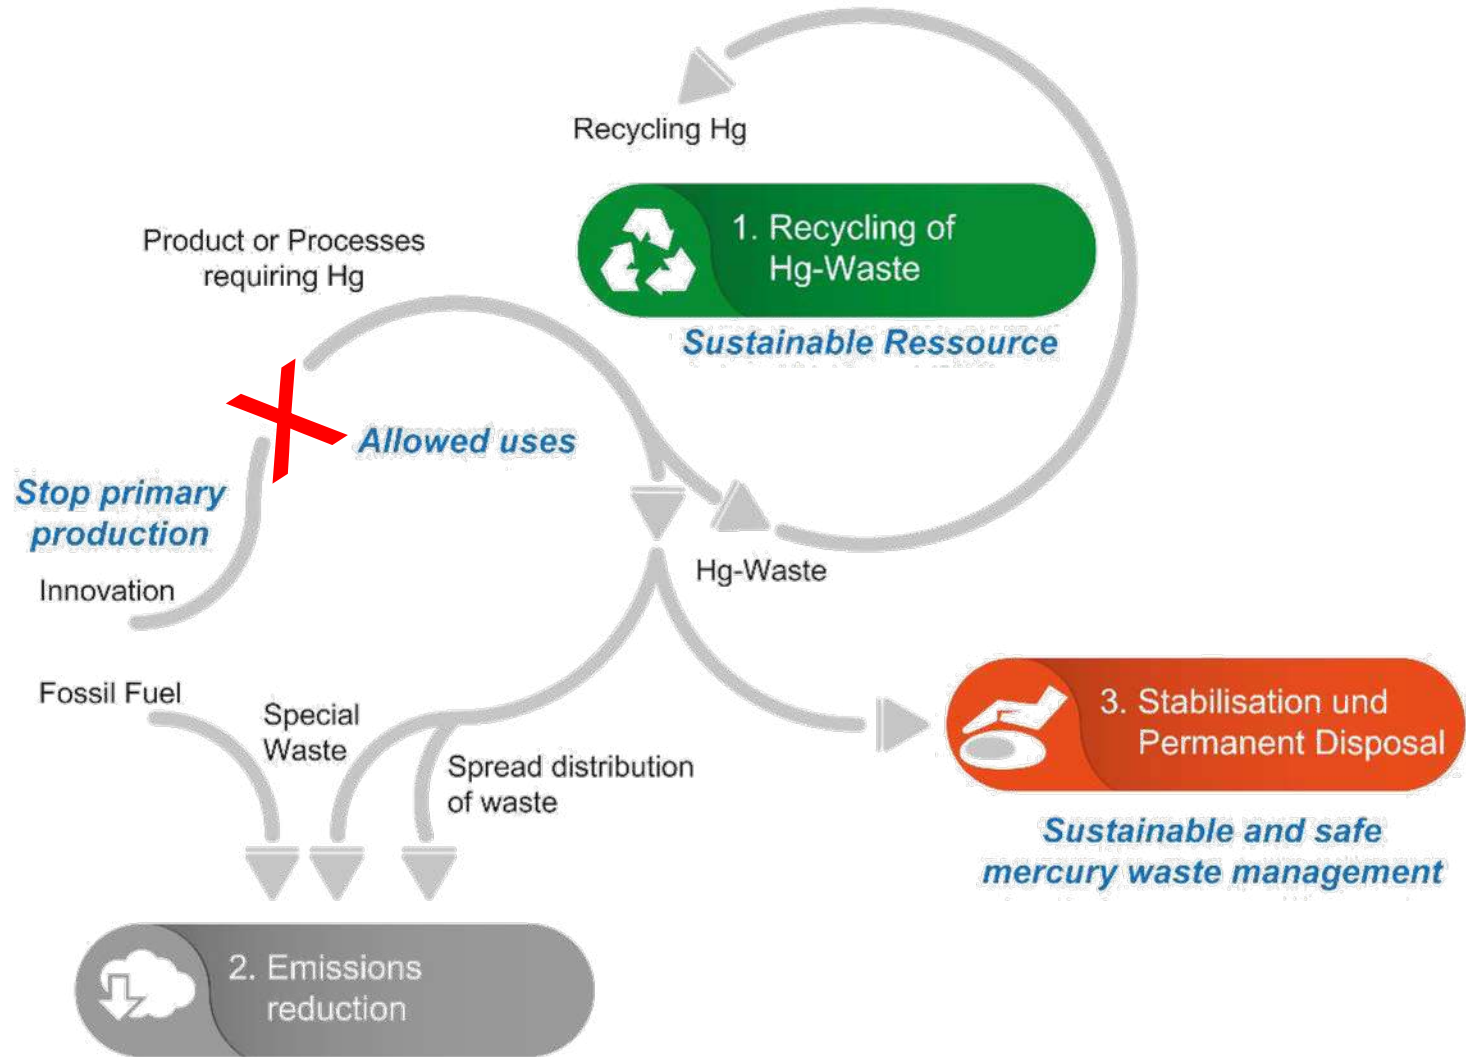 Recycling Hg
1. Recycling of
Hg-Waste
Sustainable Ressource
Product or Processes
requiring Hg
Allowed uses
Stop primary
production
Innovation
Hg-Waste
Fossil Fuel
Special
Waste
Spread distribution
of waste
3. Stabilisation und
Permanent Disposal
Sustainable and safe
mercury waste management
2. Emissions
reduction